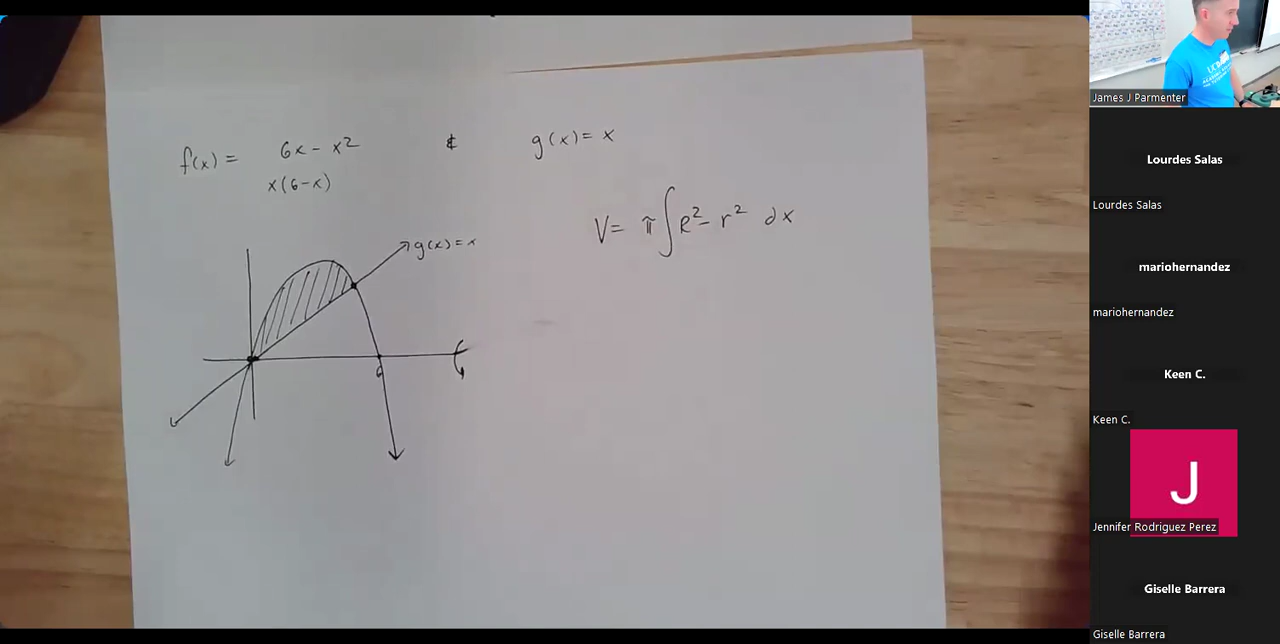 f(x) = 6x - x² & g(x) = x
x(6-x)
V = π∫R² - r² dx
g(x) = x
6
James J Parmenter
Lourdes Salas
Lourdes Salas
mariohernandez
mariohernandez
Keen C.
Keen C.
J
Jennifer Rodriguez Perez
Giselle Barrera
Giselle Barrera